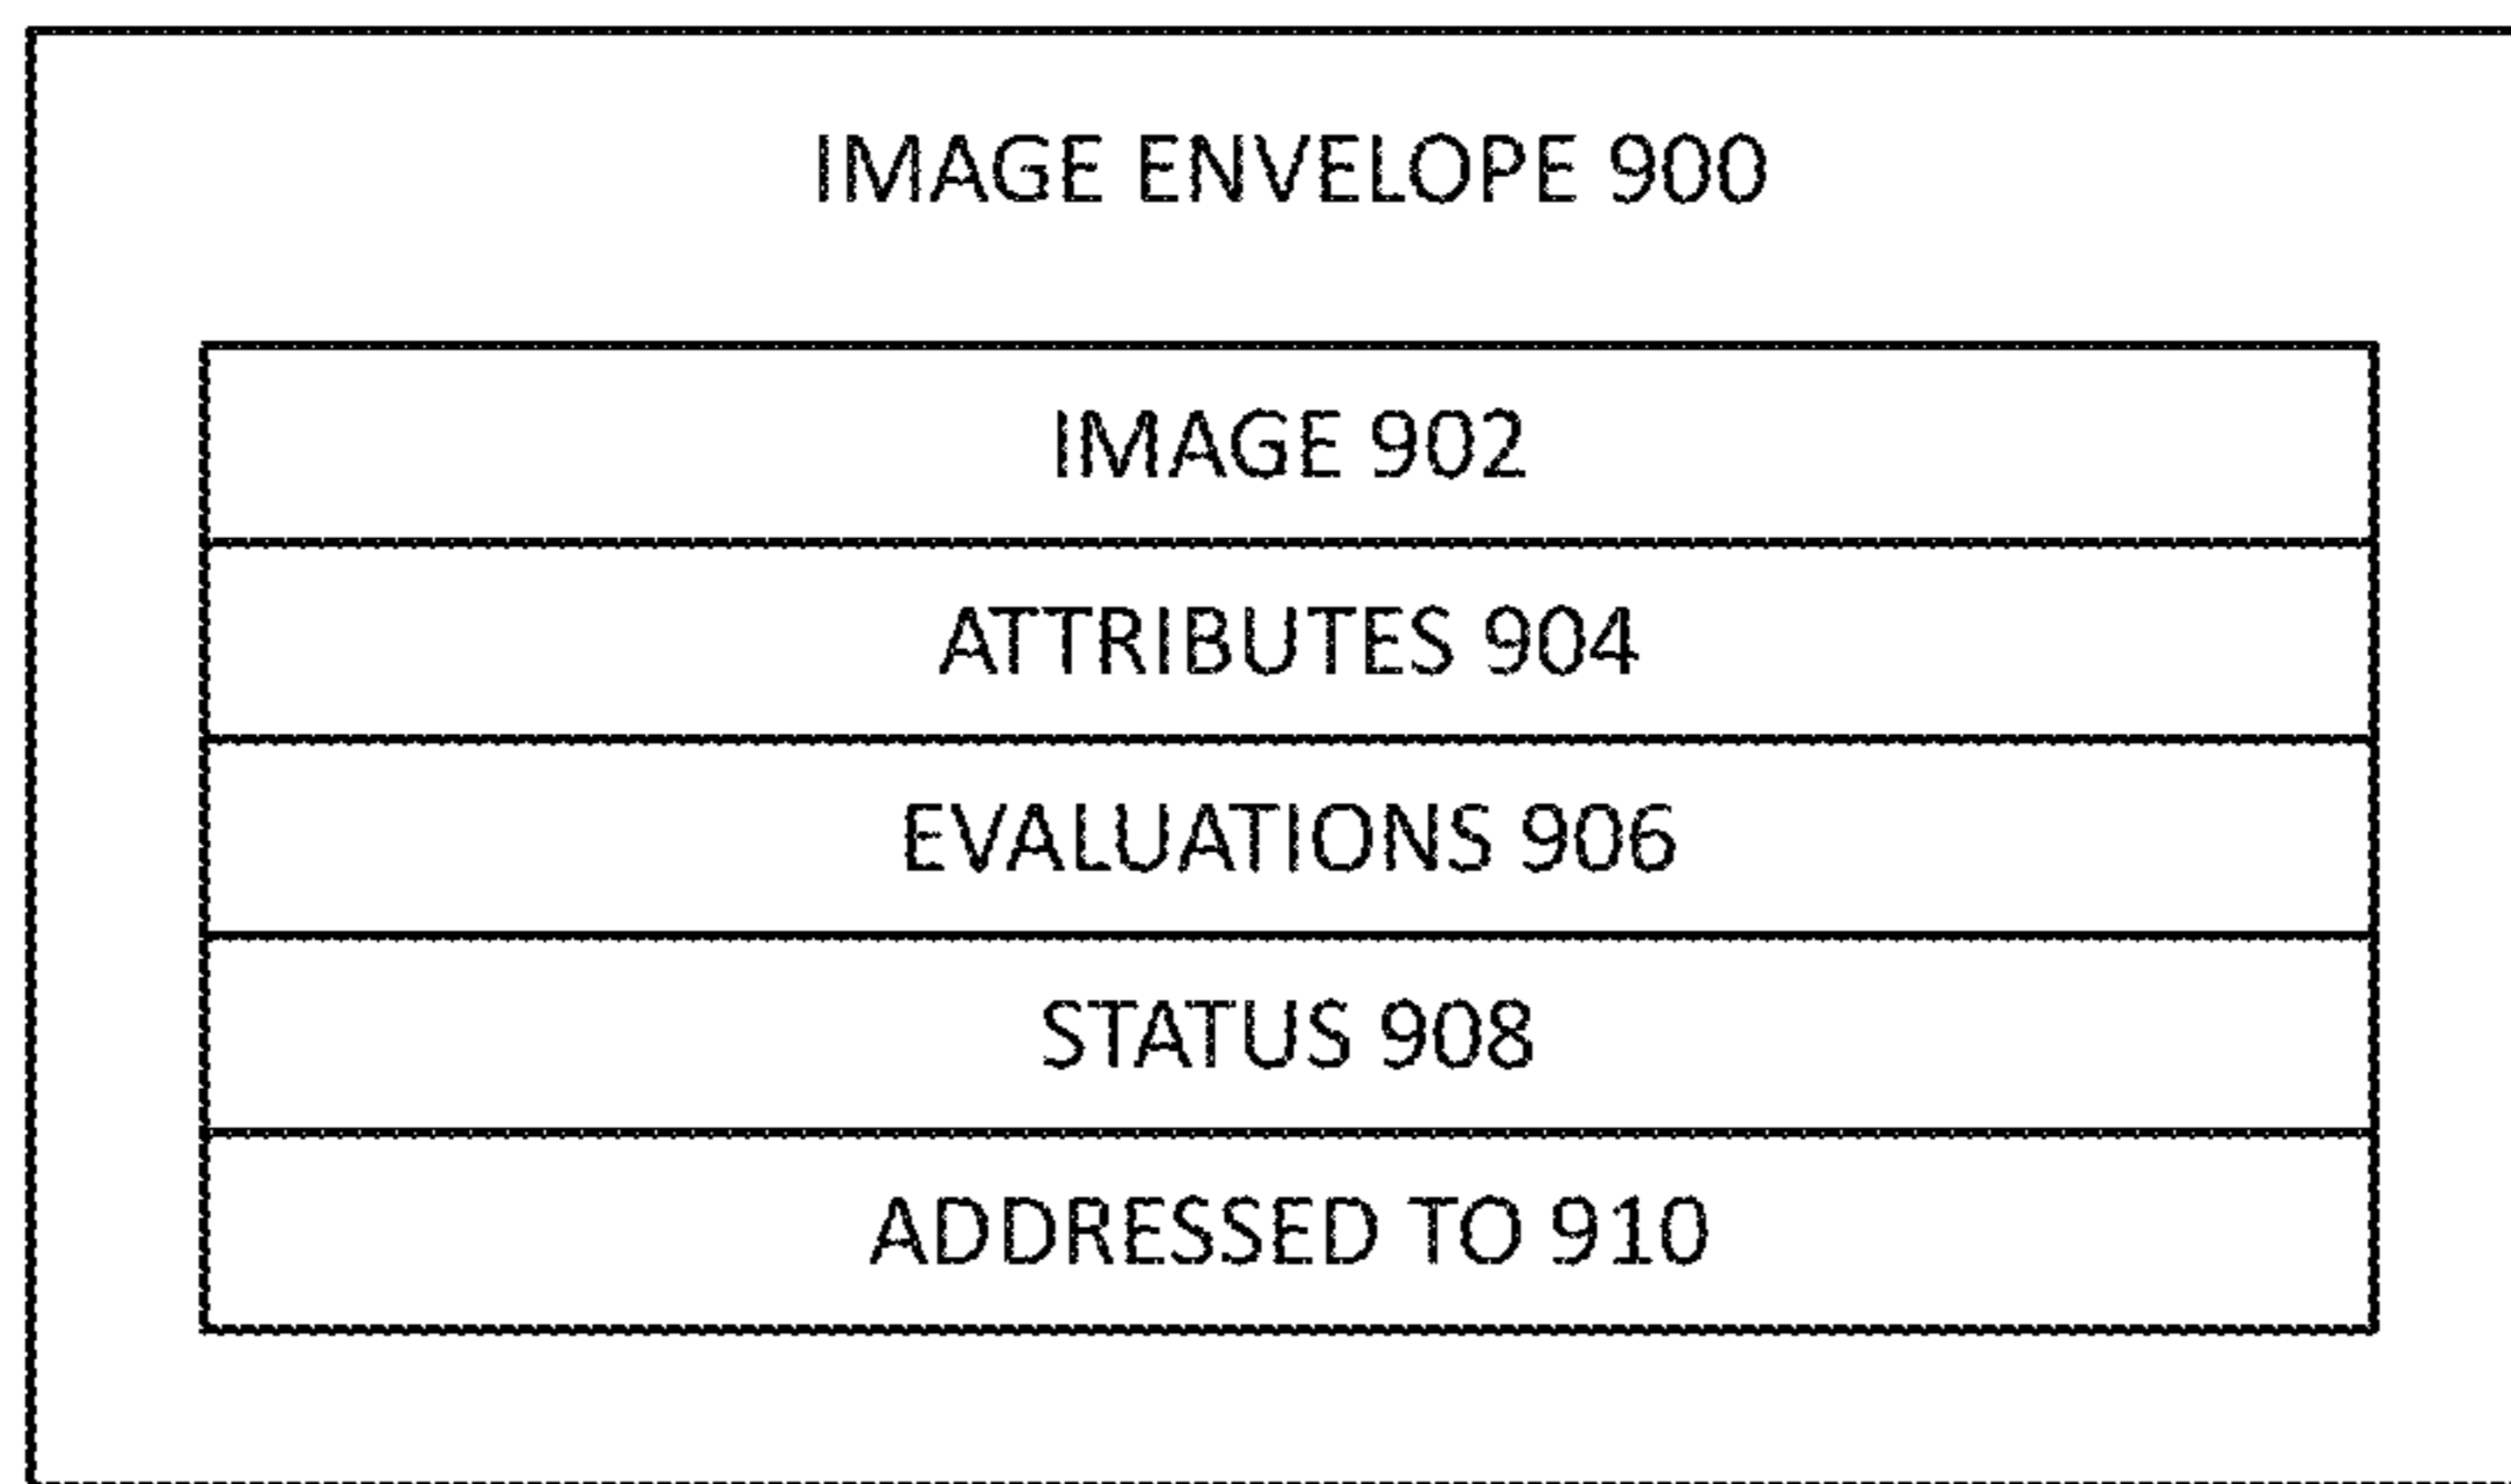 IMAGE ENVELOPE 900
IMAGE 902
ATTRIBUTES 904
EVALUATIONS 906
STATUS 908
ADDRESSED TO 910